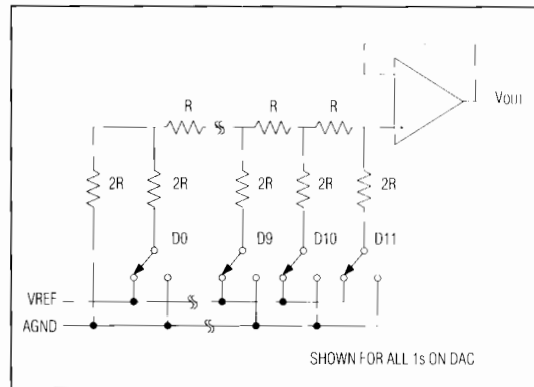 R R R
VOUT
2R 2R 2R 2R 2R
D0 D9 D10 D11
VREF
AGND
SHOWN FOR ALL 1s ON DAC